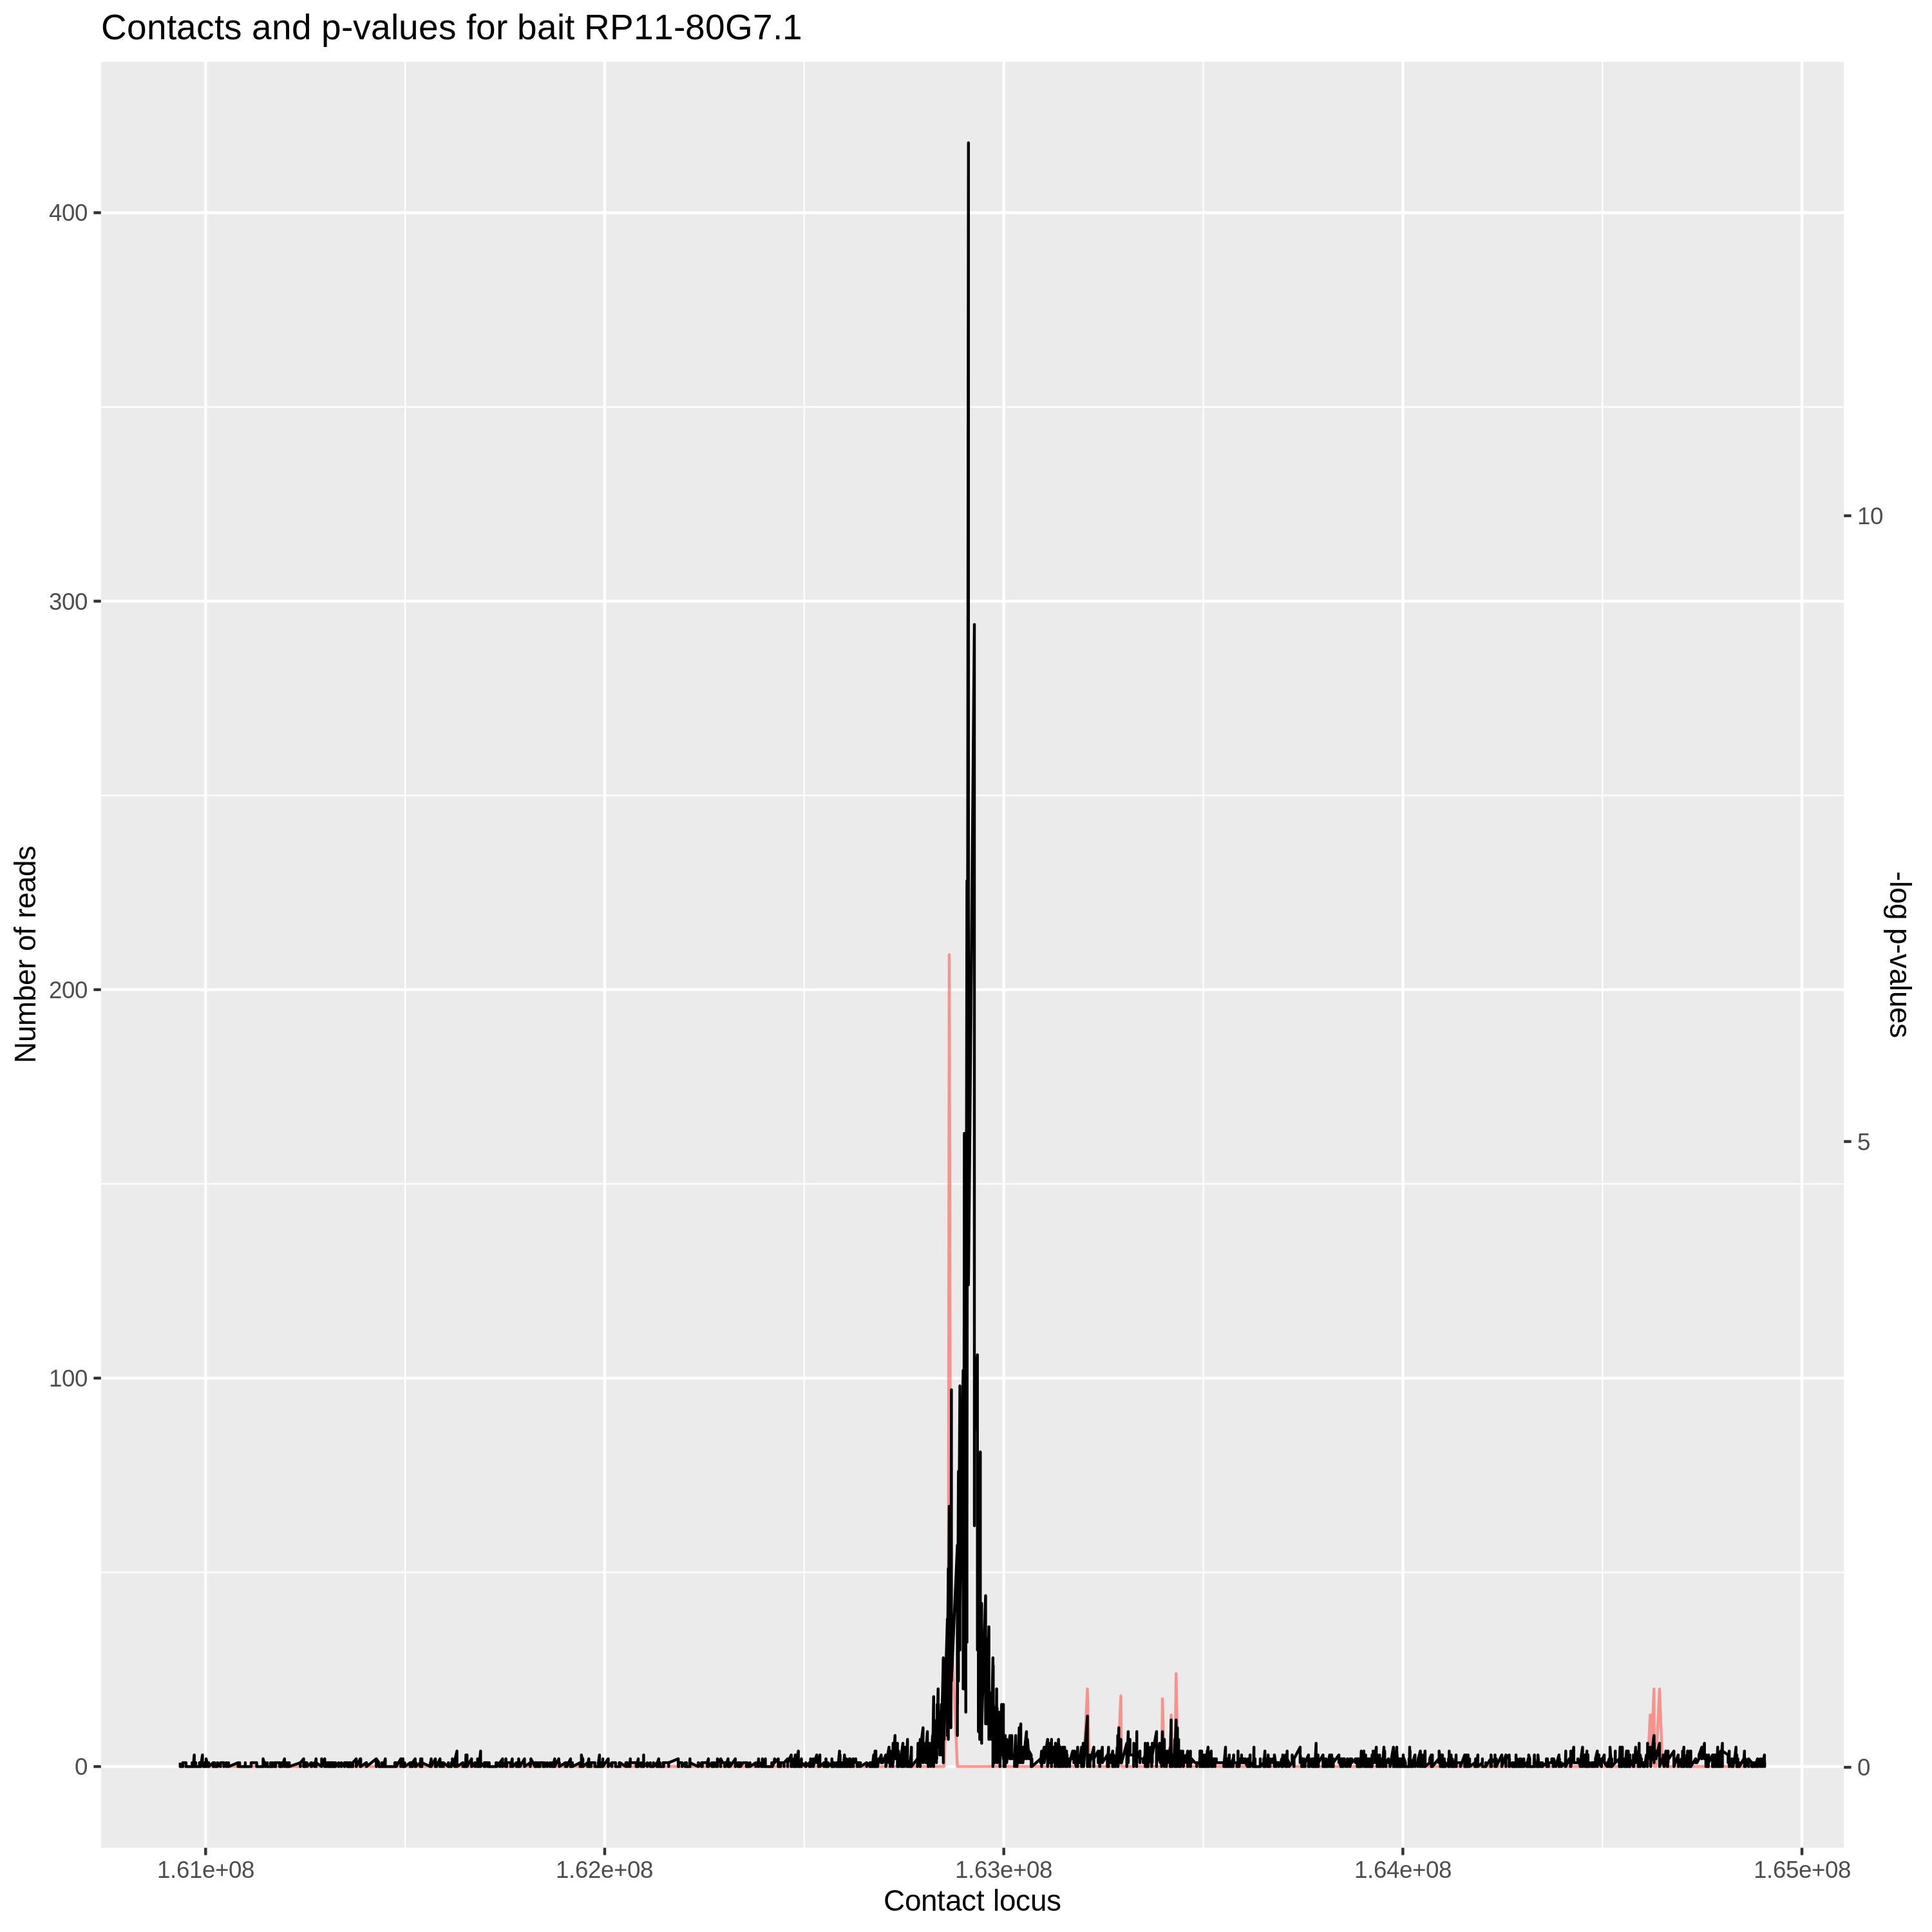 Contacts and p-values for bait RP11-80G7.1
400
300
200
100
0
10
5
0
Number of reads
-log p-values
1.61e+08 1.62e+08 1.63e+08 1.64e+08 1.65e+08
Contact locus